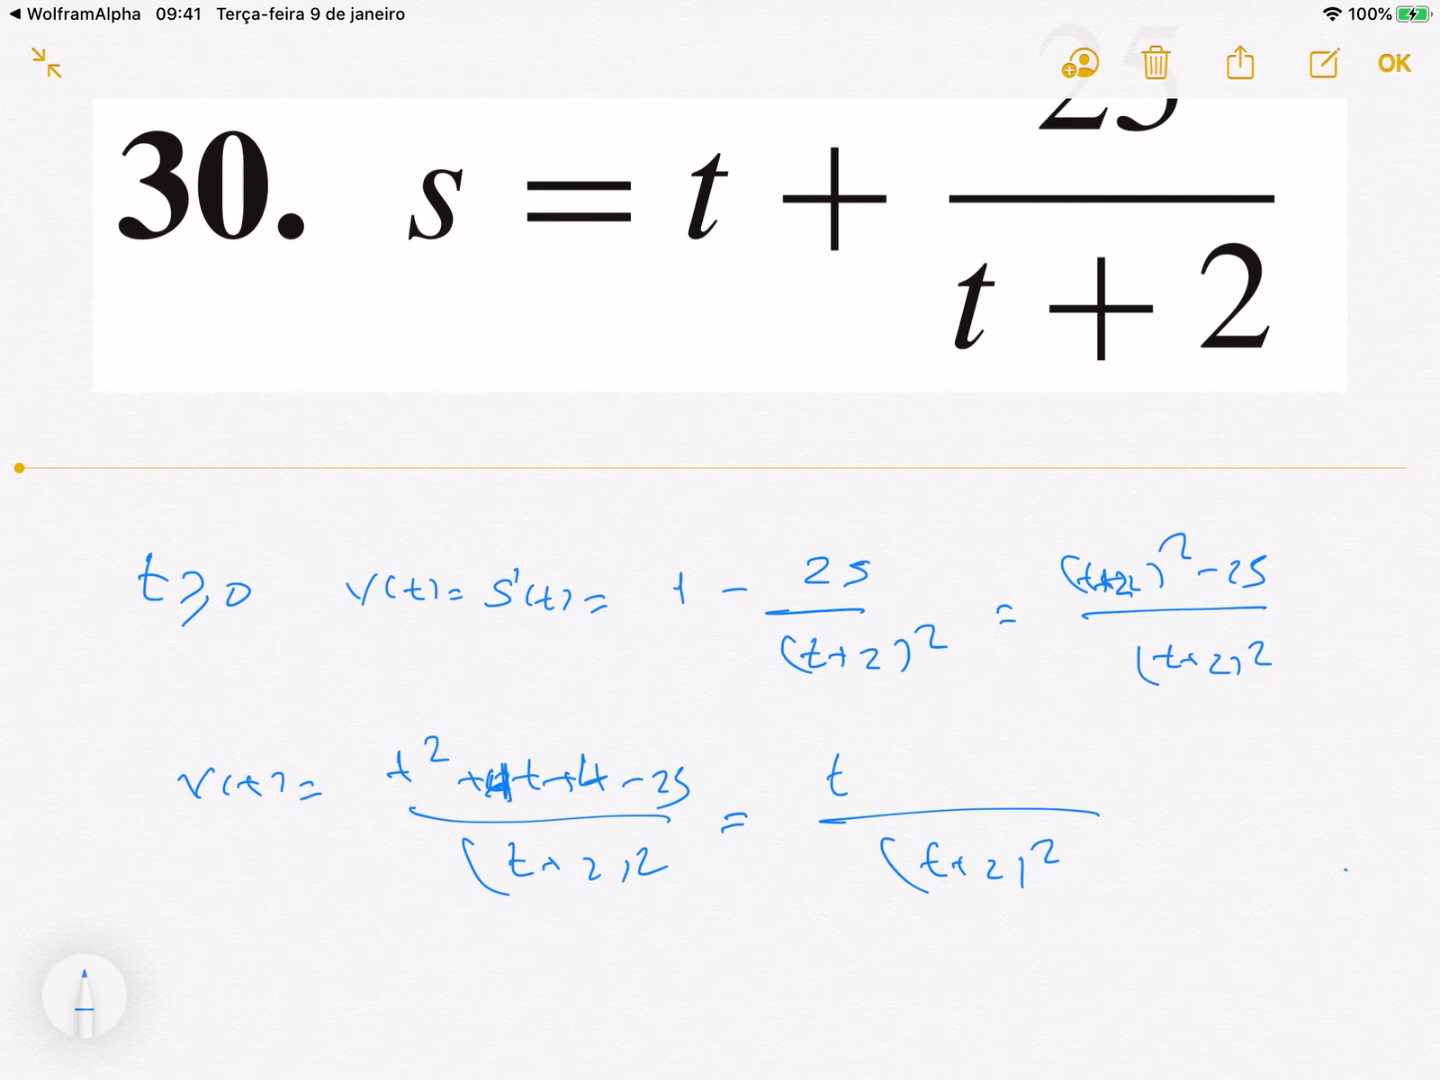 WolframAlpha 09:41 Terça-feira 9 de janeiro 100%
OK
30. s = t + 25/(t + 2)
t ≥ 0 v(t) = s'(t) = 1 - 25/(t+2)² = ((t+2)² - 25)/(t+2)²
v(t) = (t² + 4t + 4 - 25)/(t+2)² = t/(t+2)²